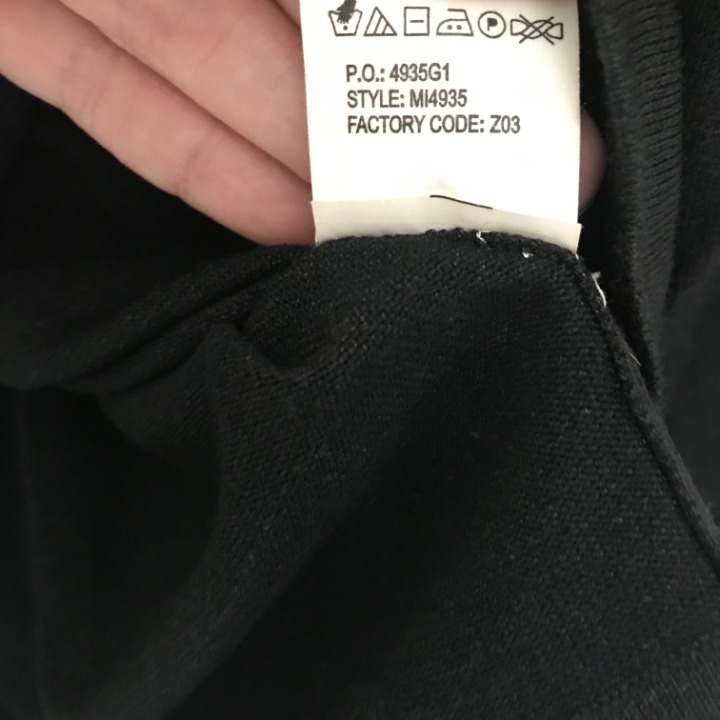 P.O.: 4935G1
STYLE: MI4935
FACTORY CODE: Z03